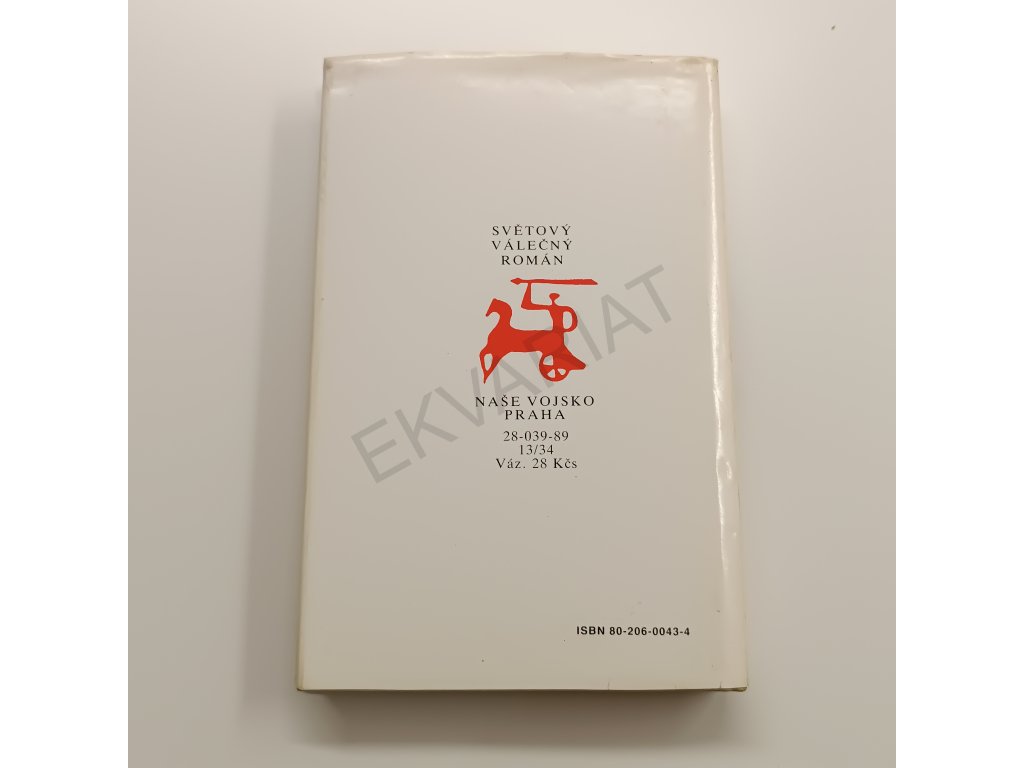 SVĚTOVÝ
VÁLEČNÝ
ROMÁN
EKVARIAT
NAŠE VOJSKO
PRAHA
28-039-89
13/34
Váz. 28 Kčs
ISBN 80-206-0043-4